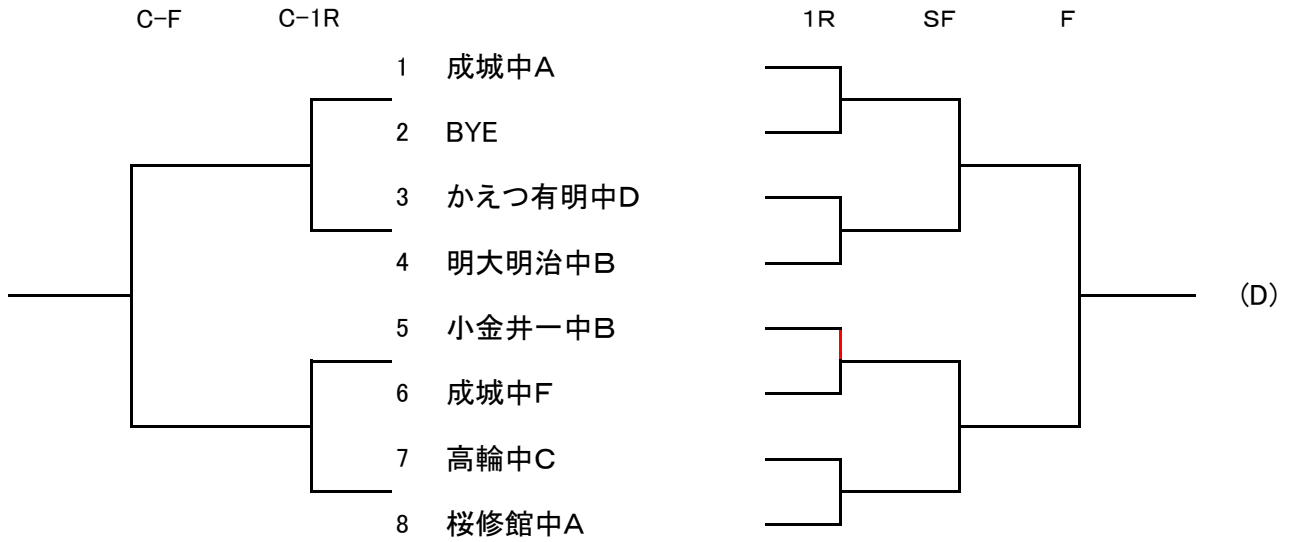 C-F C-1R 1R SF F
1 成城中A
2 BYE
3 かえつ有明中D
4 明大明治中B
(D)
5 小金井一中B
6 成城中F
7 高輪中C
8 桜修館中A